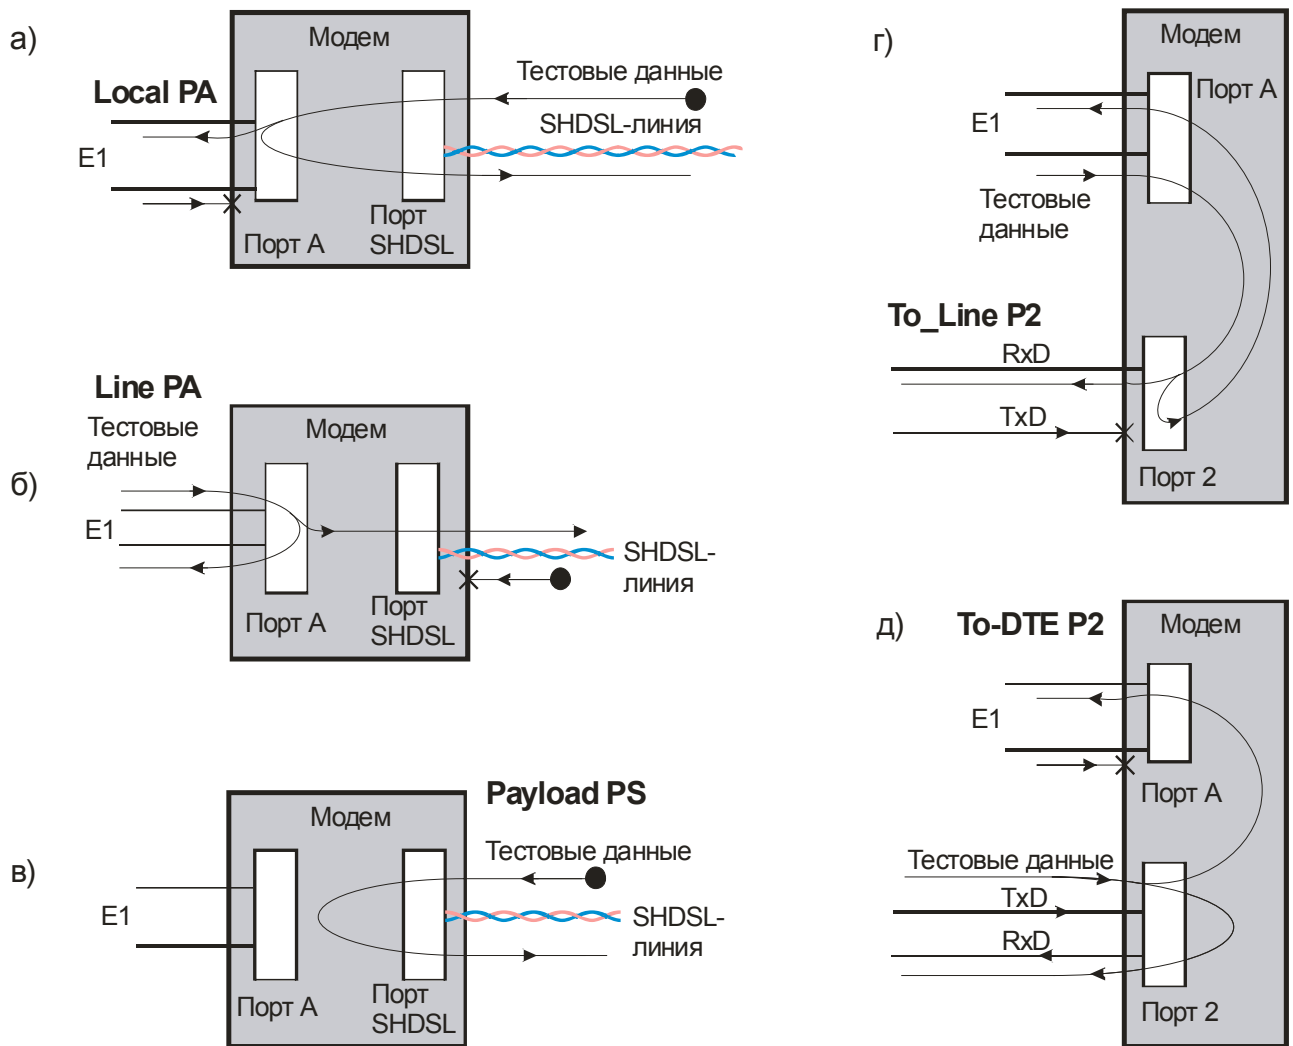 а)
Модем
Тестовые данные
Local PA
SHDSL-линия
E1
Порт А
Порт
SHDSL
Line PA
Тестовые
данные
Модем
б)
E1
SHDSL-
линия
Порт А
Порт
SHDSL
Payload PS
Модем
Тестовые данные
в)
E1
SHDSL-
линия
Порт А
Порт
SHDSL
г)
Модем
Порт А
E1
Тестовые
данные
To_Line P2
RxD
TxD
Порт 2
д)
To-DTE P2
Модем
E1
Порт А
Тестовые данные
TxD
RxD
Порт 2